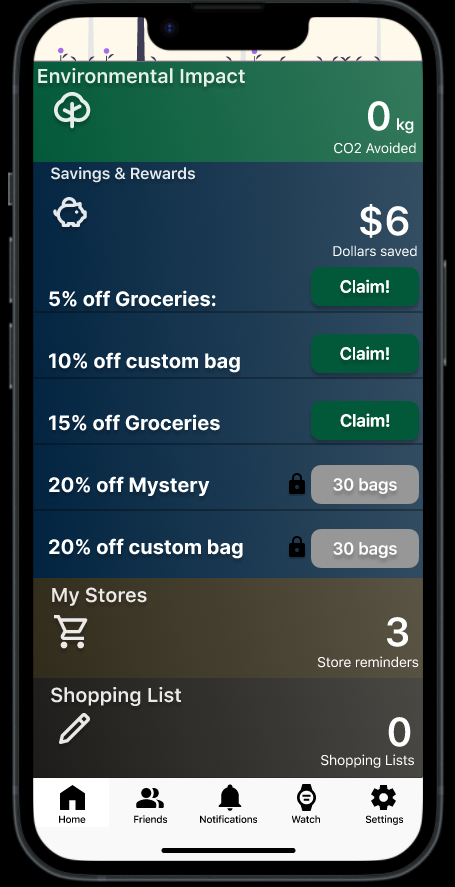 Environmental Impact
0 kg
CO2 Avoided
Savings & Rewards
$6
Dollars saved
5% off Groceries:
Claim!
10% off custom bag
Claim!
15% off Groceries
Claim!
20% off Mystery
30 bags
20% off custom bag
30 bags
My Stores
3
Store reminders
Shopping List
0
Shopping Lists
Home
Friends
Notifications
Watch
Settings